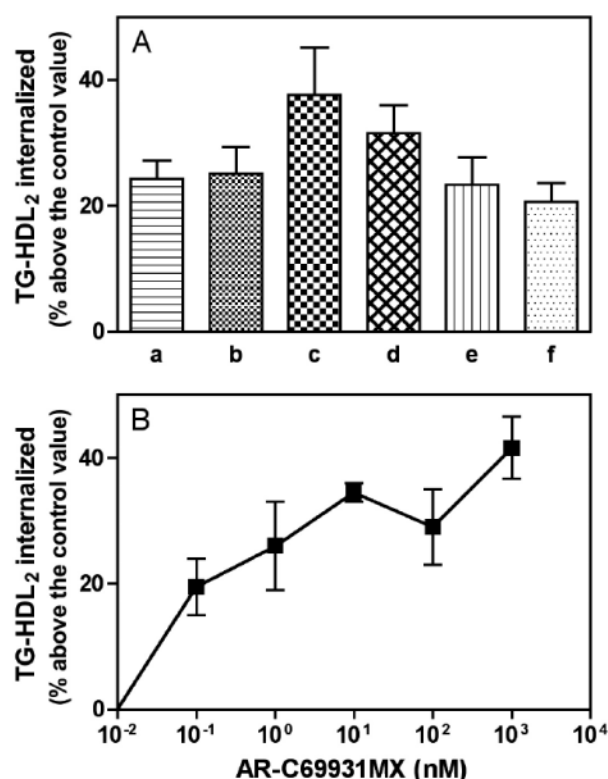 A
TG-HDL₂ internalized
(% above the control value)
40
20
0
a b c d e f
B
TG-HDL₂ internalized
(% above the control value)
40
20
0
10⁻² 10⁻¹ 10⁰ 10¹ 10² 10³ 10⁴
AR-C69931MX (nM)